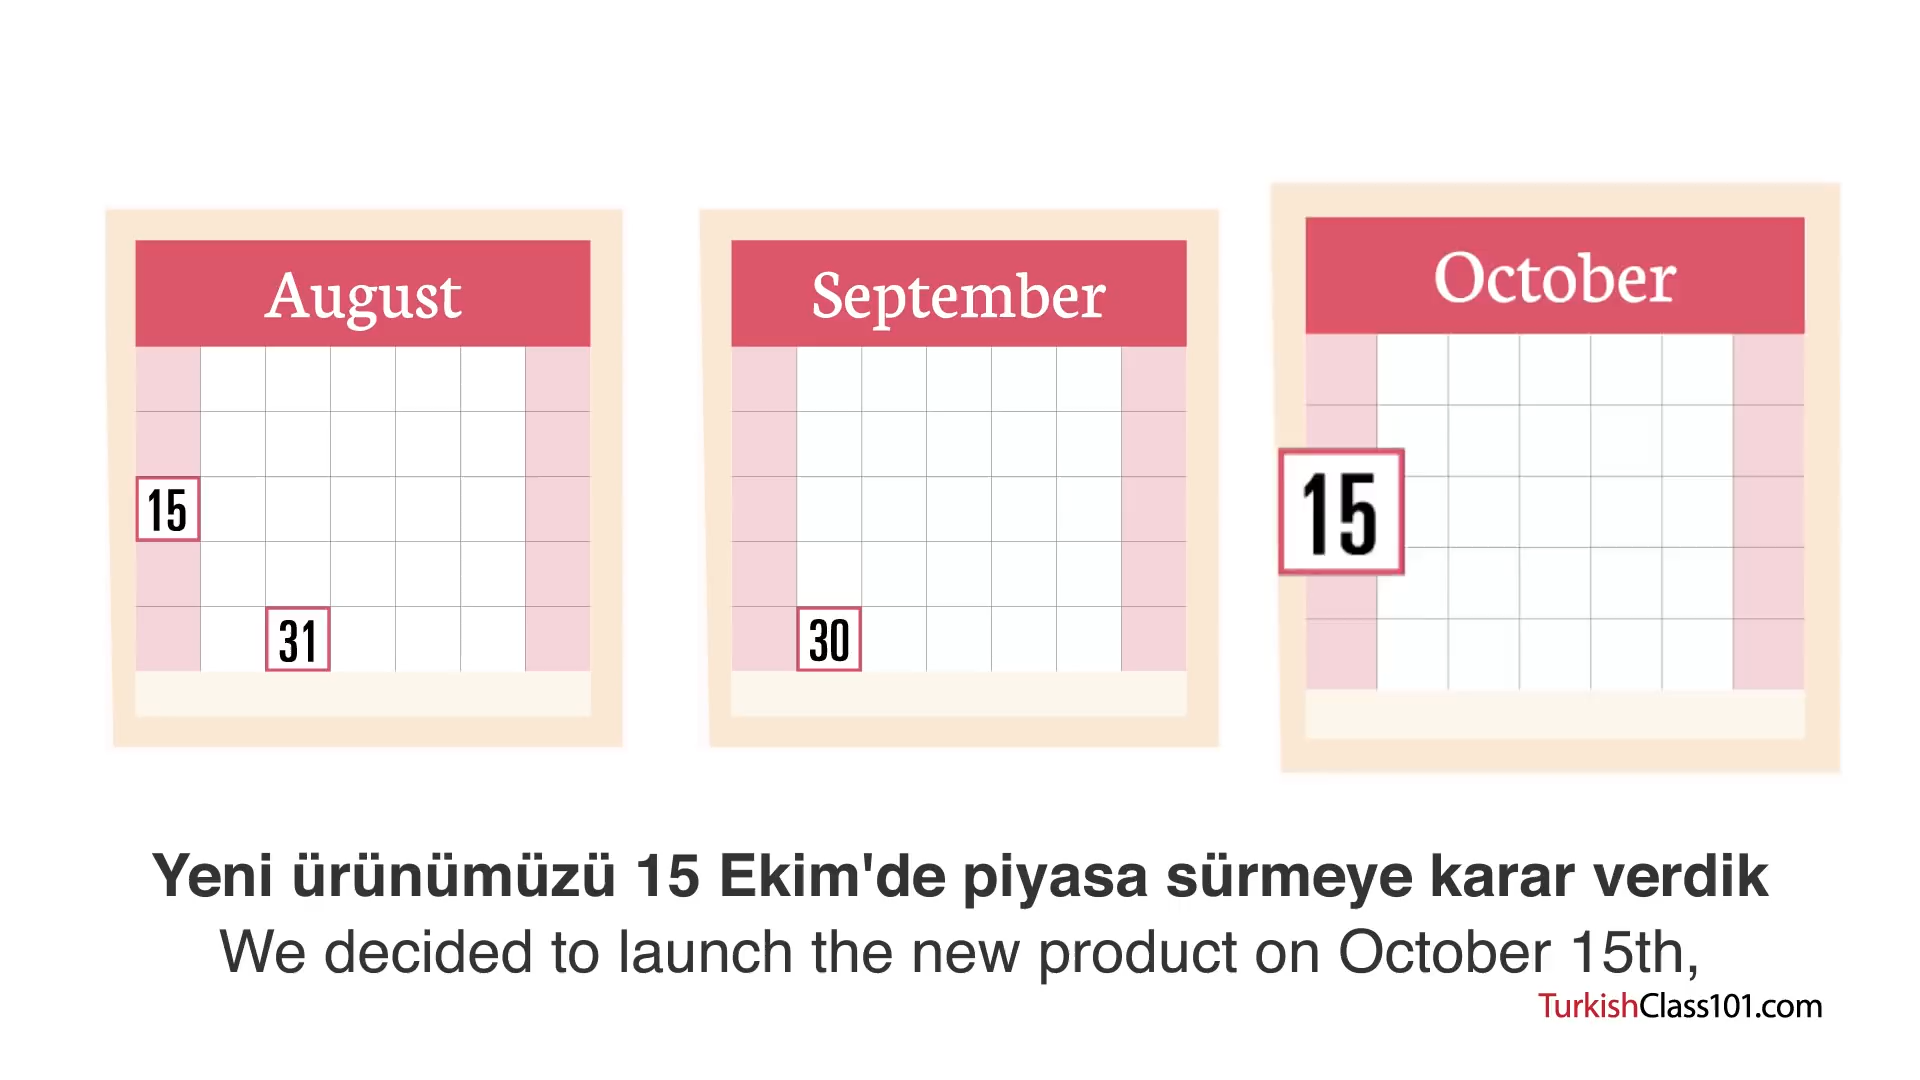 August
September
October
15
15
31
30
Yeni ürünümüzü 15 Ekim'de piyasa sürmeye karar verdik
We decided to launch the new product on October 15th,
TurkishClass101.com